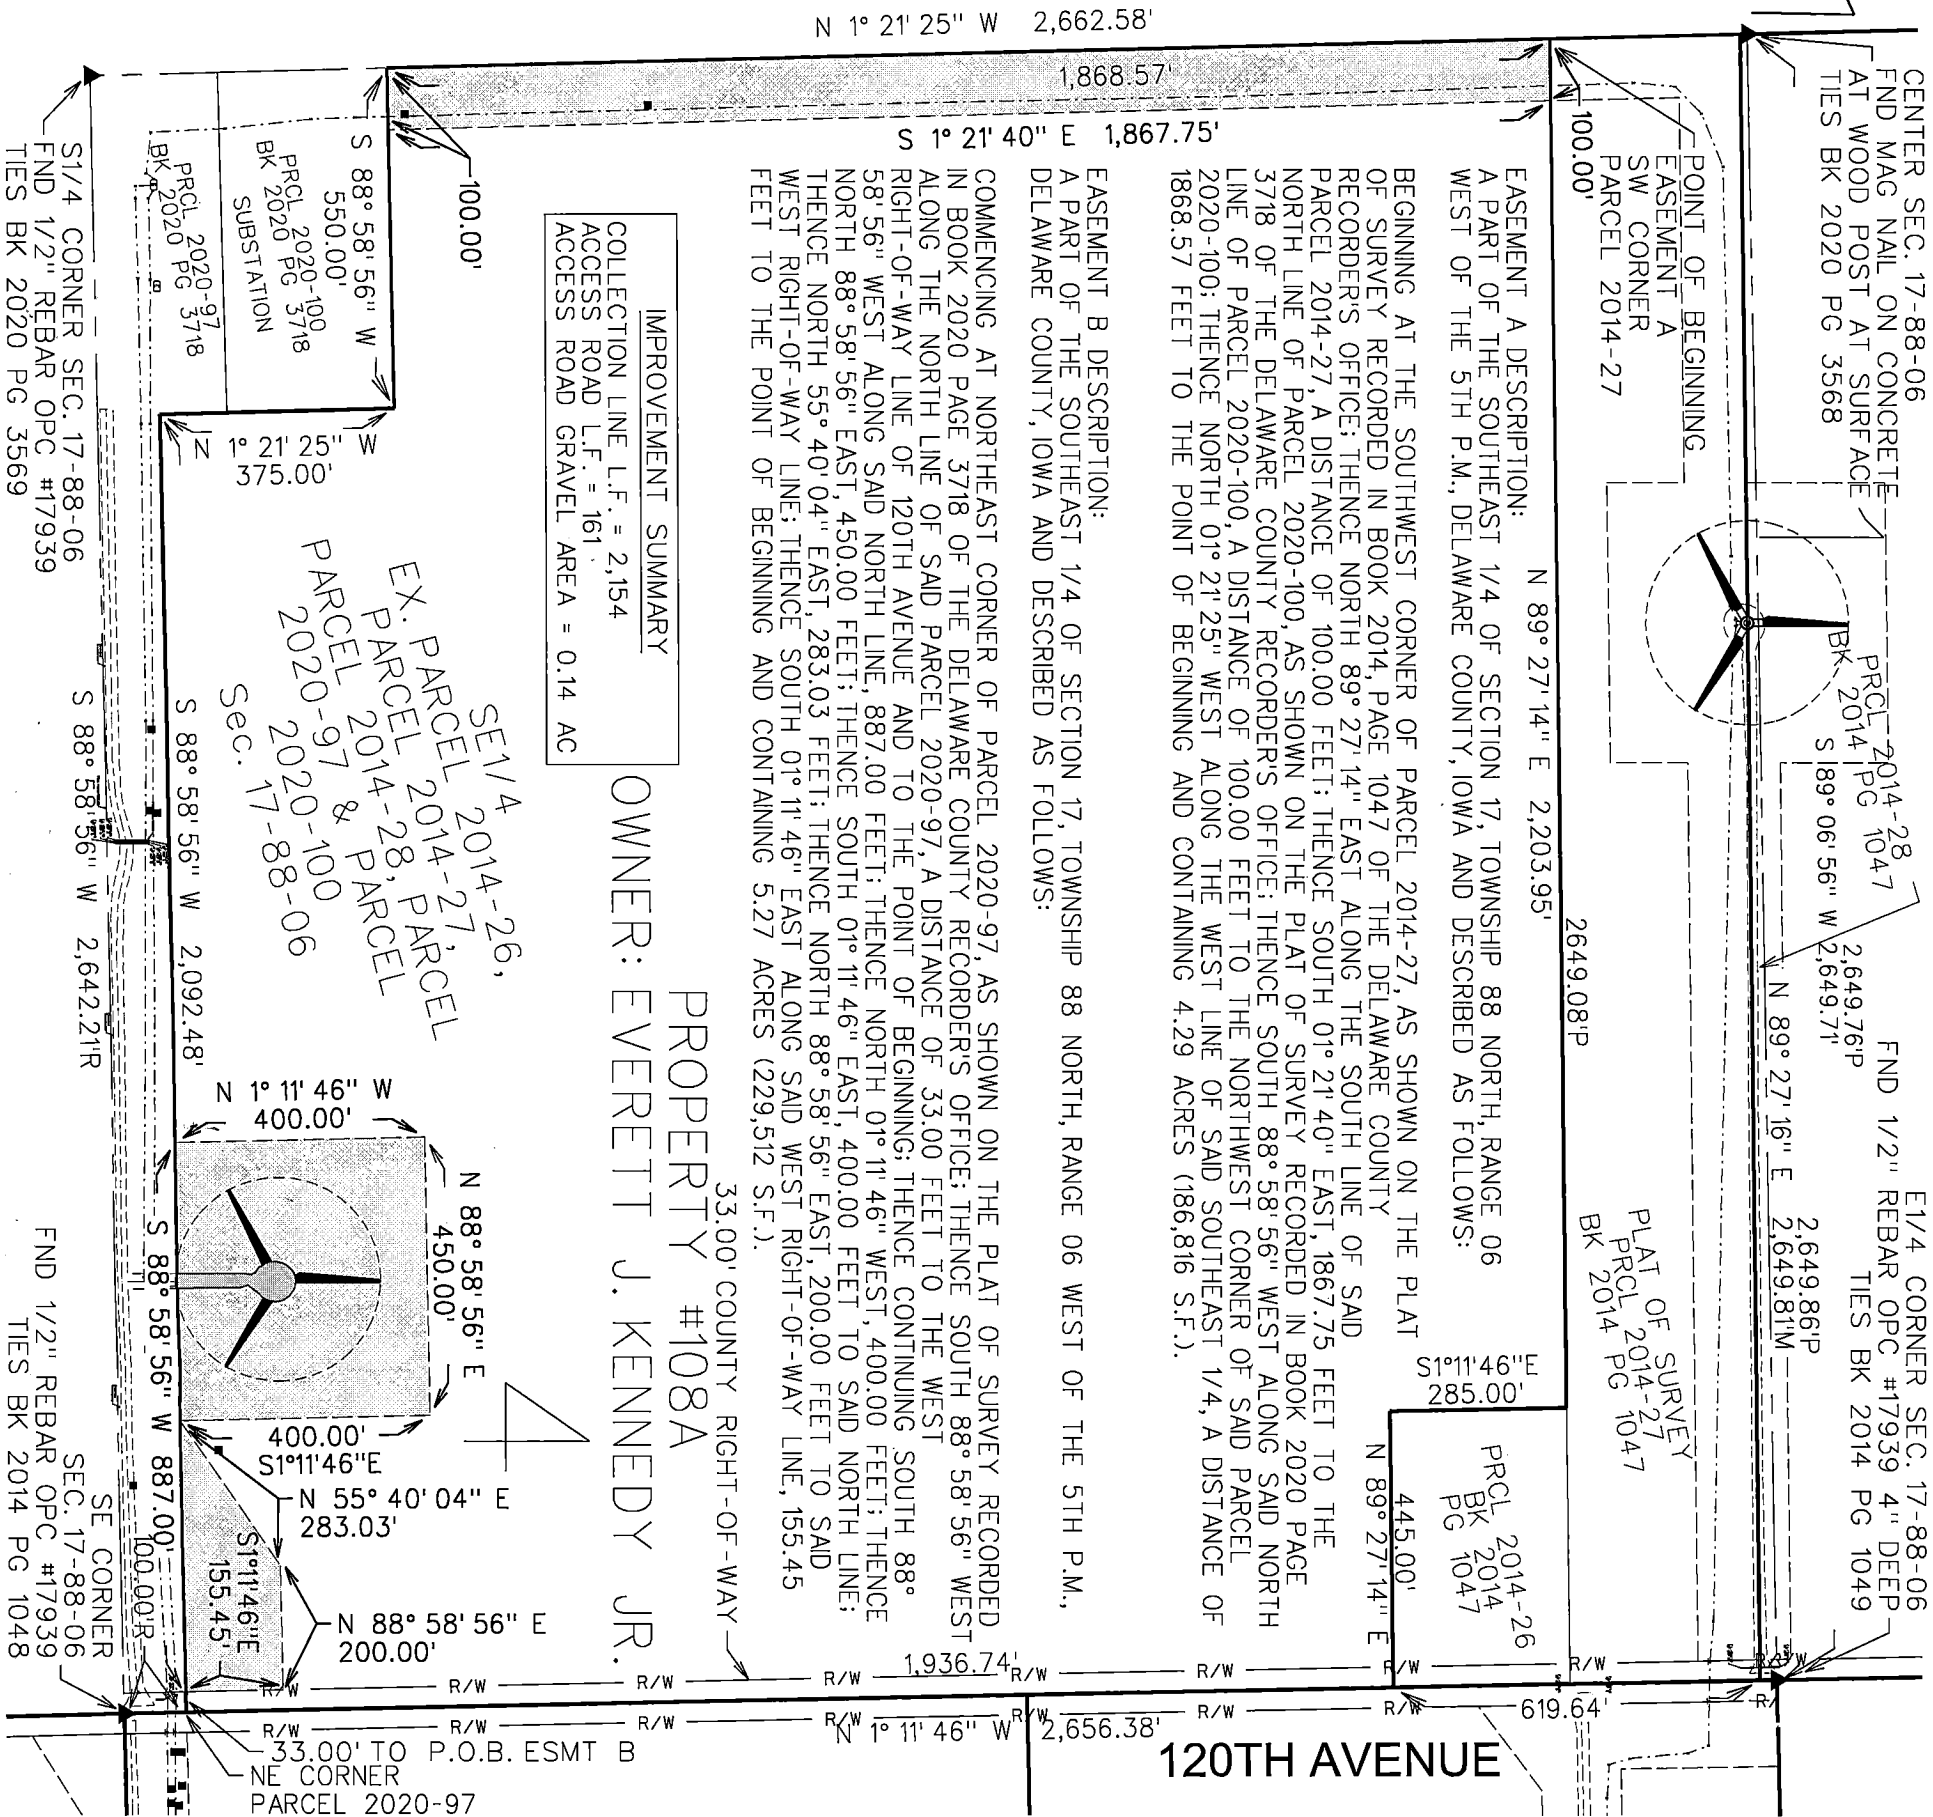 N 1° 21' 25" W 2,662.58'
1,868.57'
S 1° 21' 40" E 1,867.75'
CENTER SEC. 17-88-06
FND MAG NAIL ON CONCRETE
AT WOOD POST AT SURFACE
TIES BK 2020 PG 3568
100.00'
POINT OF BEGINNING
EASEMENT A
SW CORNER
PARCEL 2014-27
PRCL 2014-28
BK 2014 PG 1047
S 89° 06' 56" W
2,649.76'P
2,649.71'
N 89° 27' 16" E
2,649.86'P
2,649.81'M
E1/4 CORNER SEC. 17-88-06
FND 1/2" REBAR OPC #17939 4" DEEP
TIES BK 2014 PG 1049
PLAT OF SURVEY
PRCL 2014-27
BK 2014 PG 1047
N 89° 27' 14" E 2,203.95'
2649.08'P
S1°11'46"E
285.00'
PRCL 2014-26
BK 2014
PG 1047
445.00'
N 89° 27' 14" E
EASEMENT A DESCRIPTION:
A PART OF THE SOUTHEAST 1/4 OF SECTION 17, TOWNSHIP 88 NORTH, RANGE 06
WEST OF THE 5TH P.M., DELAWARE COUNTY, IOWA AND DESCRIBED AS FOLLOWS:
BEGINNING AT THE SOUTHWEST CORNER OF PARCEL 2014-27, AS SHOWN ON THE PLAT
OF SURVEY RECORDED IN BOOK 2014, PAGE 1047 OF THE DELAWARE COUNTY
RECORDER'S OFFICE; THENCE NORTH 89° 27' 14" EAST ALONG THE SOUTH LINE OF SAID
PARCEL 2014-27, A DISTANCE OF 100.00 FEET; THENCE SOUTH 01° 21' 40" EAST, 1867.75 FEET TO THE
NORTH LINE OF PARCEL 2020-100, AS SHOWN ON THE PLAT OF SURVEY RECORDED IN BOOK 2020 PAGE
3718 OF THE DELAWARE COUNTY RECORDER'S OFFICE; THENCE SOUTH 88° 58' 56" WEST ALONG SAID NORTH
LINE OF PARCEL 2020-100, A DISTANCE OF 100.00 FEET TO THE NORTHWEST CORNER OF SAID PARCEL
2020-100; THENCE NORTH 01° 21' 25" WEST ALONG THE WEST LINE OF SAID SOUTHEAST 1/4, A DISTANCE OF
1868.57 FEET TO THE POINT OF BEGINNING AND CONTAINING 4.29 ACRES (186,816 S.F.).
EASEMENT B DESCRIPTION:
A PART OF THE SOUTHEAST 1/4 OF SECTION 17, TOWNSHIP 88 NORTH, RANGE 06 WEST OF THE 5TH P.M.,
DELAWARE COUNTY, IOWA AND DESCRIBED AS FOLLOWS:
COMMENCING AT NORTHEAST CORNER OF PARCEL 2020-97, AS SHOWN ON THE PLAT OF SURVEY RECORDED
IN BOOK 2020 PAGE 3718 OF THE DELAWARE COUNTY RECORDER'S OFFICE; THENCE SOUTH 88° 58' 56" WEST
ALONG THE NORTH LINE OF SAID PARCEL 2020-97, A DISTANCE OF 33.00 FEET TO THE WEST
RIGHT-OF-WAY LINE OF 120TH AVENUE AND TO THE POINT OF BEGINNING; THENCE CONTINUING SOUTH 88°
58' 56" WEST ALONG SAID NORTH LINE, 887.00 FEET; THENCE NORTH 01° 11' 46" WEST, 400.00 FEET; THENCE
NORTH 88° 58' 56" EAST, 450.00 FEET; THENCE SOUTH 01° 11' 46" EAST, 400.00 FEET TO SAID NORTH LINE;
THENCE NORTH 55° 40' 04" EAST, 283.03 FEET; THENCE NORTH 88° 58' 56" EAST, 200.00 FEET TO SAID
WEST RIGHT-OF-WAY LINE; THENCE SOUTH 01° 11' 46" EAST ALONG SAID WEST RIGHT-OF-WAY LINE, 155.45
FEET TO THE POINT OF BEGINNING AND CONTAINING 5.27 ACRES (229,512 S.F.).
IMPROVEMENT SUMMARY
COLLECTION LINE L.F. = 2,154
ACCESS ROAD L.F. = 161
ACCESS ROAD GRAVEL AREA = 0.14 AC
33.00' COUNTY RIGHT-OF-WAY
PROPERTY #108A
OWNER: EVERETT J. KENNEDY JR.
SE1/4
EX. PARCEL 2014-26,
PARCEL 2014-27,
PARCEL 2014-28, PARCEL
2020-97 & PARCEL
2020-100
Sec. 17-88-06
100.00'
S 88° 58' 56" W
550.00'
PRCL 2020-100
BK 2020 PG 3718
SUBSTATION
PRCL 2020-97
BK 2020 PG 3718
N 1° 21' 25" W
375.00'
S1/4 CORNER SEC. 17-88-06
FND 1/2" REBAR OPC #17939
TIES BK 2020 PG 3569
S 88° 58' 56" W 2,092.48'
S 88° 58' 56" W 2,642.21'R
N 1° 11' 46" W
400.00'
N 88° 58' 56" E
450.00'
400.00'
S1°11'46"E
N 55° 40' 04" E
283.03'
N 88° 58' 56" E
200.00'
S1°11'46"E
155.45'
S 88° 58' 56" W 887.00'
100.00'R
SE CORNER
SEC. 17-88-06
FND 1/2" REBAR OPC #17939
TIES BK 2014 PG 1048
R/W R/W R/W 1,936.74' R/W R/W R/W R/W R/W
R/W R/W R/W R/W R/W 619.64' R/
N 1° 11' 46" W 2,656.38'
33.00' TO P.O.B. ESMT B
NE CORNER
PARCEL 2020-97
120TH AVENUE